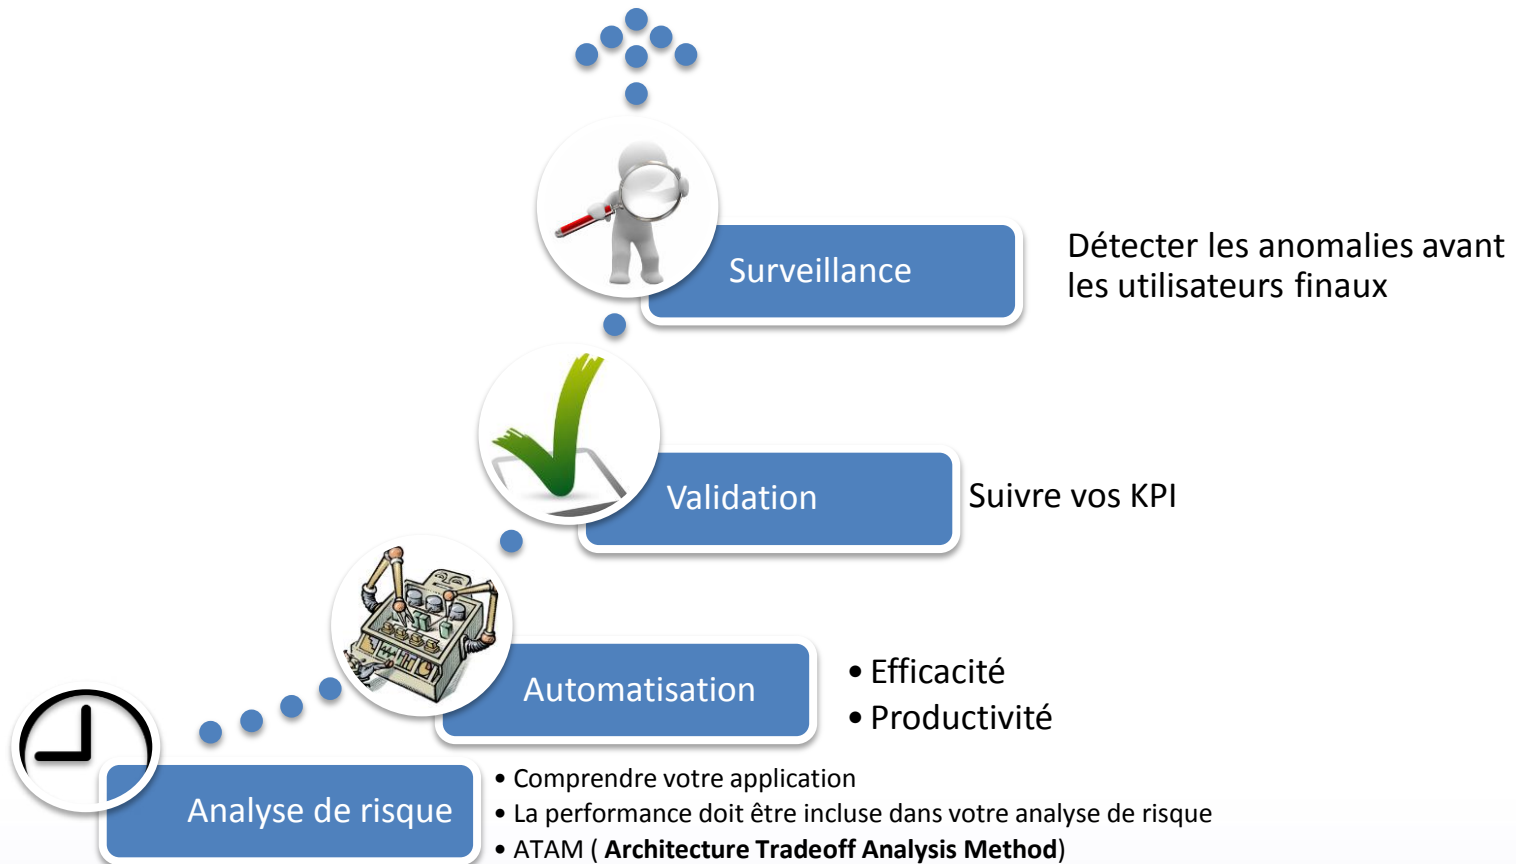 Surveillance
Détecter les anomalies avant
les utilisateurs finaux
Validation
Suivre vos KPI
Automatisation
• Efficacité
• Productivité
Analyse de risque
• Comprendre votre application
• La performance doit être incluse dans votre analyse de risque
• ATAM ( Architecture Tradeoff Analysis Method)